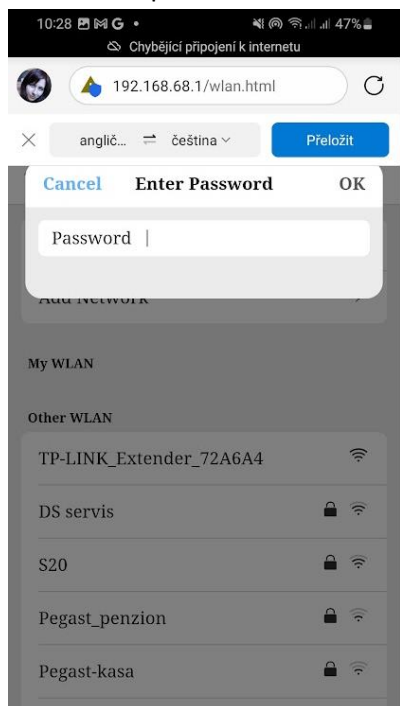 10:28 G • 47%
Chybějící připojení k internetu
192.168.68.1/wlan.html
anglič... čeština Přeložit
Cancel Enter Password OK
Password
Add Network
My WLAN
Other WLAN
TP-LINK_Extender_72A6A4
DS servis
S20
Pegast_penzion
Pegast-kasa